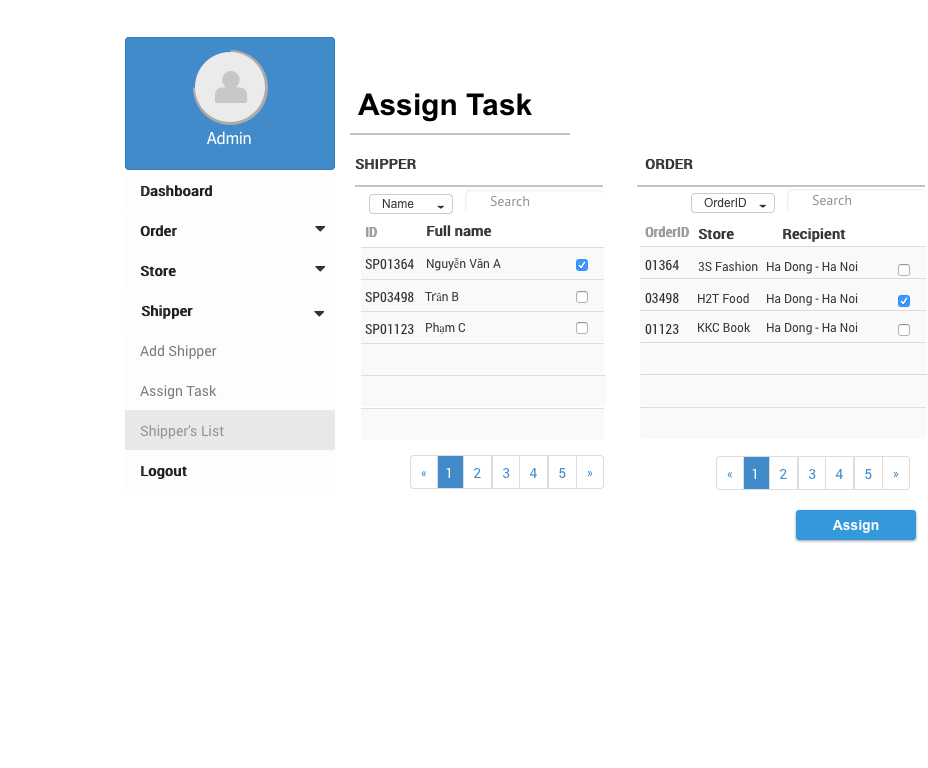 Admin
Dashboard
Order
Store
Shipper
Add Shipper
Assign Task
Shipper's List
Logout
Assign Task
SHIPPER
Name
Search
ID Full name
SP01364 Nguyễn Văn A
SP03498 Trần B
SP01123 Phạm C
« 1 2 3 4 5 »
ORDER
OrderID
Search
OrderID Store Recipient
01364 3S Fashion Ha Dong - Ha Noi
03498 H2T Food Ha Dong - Ha Noi
01123 KKC Book Ha Dong - Ha Noi
« 1 2 3 4 5 »
Assign